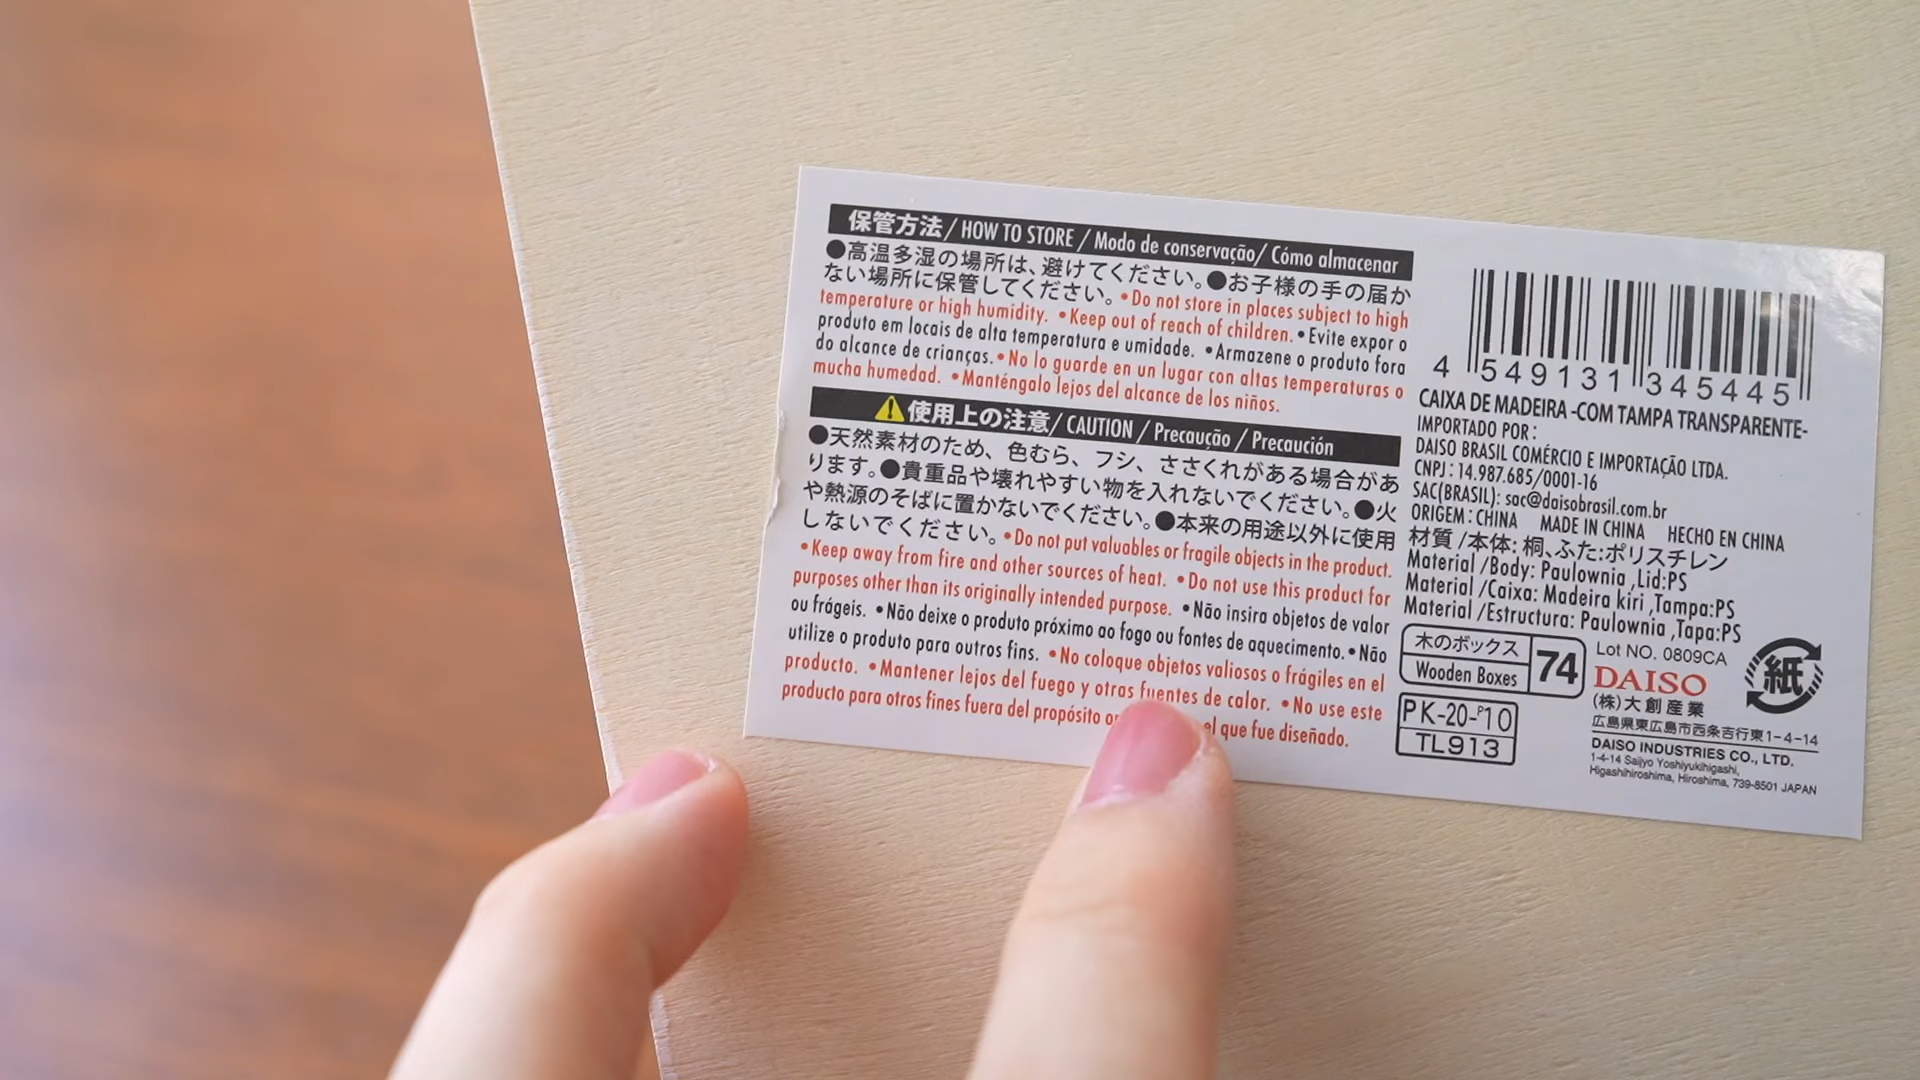 保管方法/ HOW TO STORE / Modo de conservação/ Cómo almacenar
●高温多湿の場所は、避けてください。●お子様の手の届か
ない場所に保管してください。•Do not store in places subject to high
temperature or high humidity. •Keep out of reach of children. •Evite expor o
produto em locais de alta temperatura e umidade. •Armazene o produto fora
do alcance de crianças. •No lo guarde en un lugar con altas temperaturas o
mucha humedad. •Manténgalo lejos del alcance de los niños.
⚠使用上の注意/ CAUTION / Precaução / Precaución
●天然素材のため、色むら、フシ、ささくれがある場合があ
ります。●貴重品や壊れやすい物を入れないでください。●火
や熱源のそばに置かないでください。●本来の用途以外に使用
しないでください。•Do not put valuables or fragile objects in the product.
•Keep away from fire and other sources of heat. •Do not use this product for
purposes other than its originally intended purpose. •Não insira objetos de valor
ou frágeis. •Não deixe o produto próximo ao fogo ou fontes de aquecimento. •Não
utilize o produto para outros fins. •No coloque objetos valiosos o frágiles en el
producto. •Mantener lejos del fuego y otras fuentes de calor. •No use este
producto para otros fines fuera del propósito el que fue diseñado.
4 549131 345445
CAIXA DE MADEIRA -COM TAMPA TRANSPARENTE-
IMPORTADO POR:
DAISO BRASIL COMÉRCIO E IMPORTAÇÃO LTDA.
CNPJ: 14.987.685/0001-16
SAC(BRASIL): sac@daisobrasil.com.br
ORIGEM: CHINA MADE IN CHINA HECHO EN CHINA
材質/本体:桐、ふた:ポリスチレン
Material /Body: Paulownia ,Lid:PS
Material /Caixa: Madeira kiri ,Tampa:PS
Material /Estructura: Paulownia ,Tapa:PS
木のボックス
Wooden Boxes
74
PK-20-P10
TL913
Lot NO. 0809CA
DAISO
紙
(株)大創産業
広島県東広島市西条吉行東1-4-14
DAISO INDUSTRIES CO., LTD.
1-4-14 Saijyo Yoshiyukihigashi,
Higashihiroshima, Hiroshima, 739-8501 JAPAN